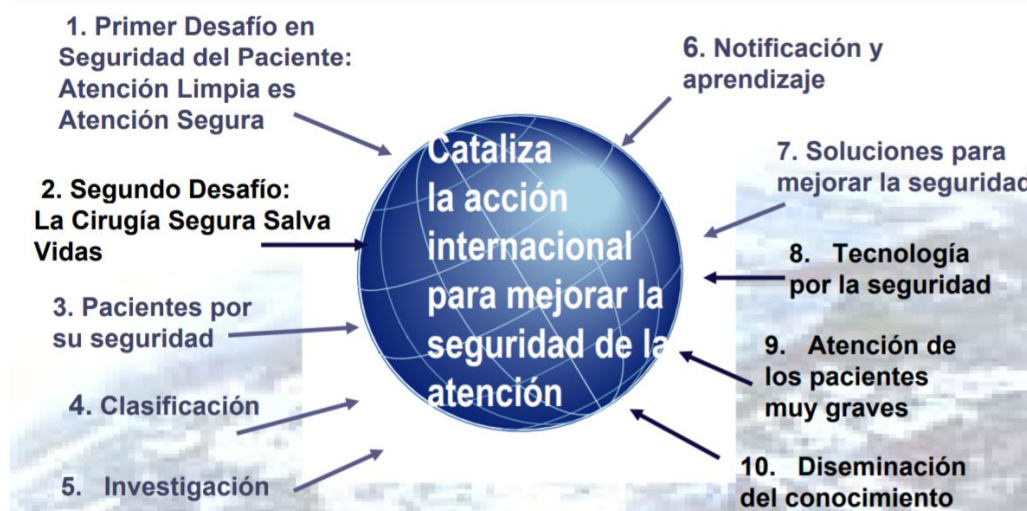 1. Primer Desafío en
Seguridad del Paciente:
Atención Limpia es
Atención Segura
2. Segundo Desafío:
La Cirugía Segura Salva
Vidas
3. Pacientes por
su seguridad
4. Clasificación
5. Investigación
Cataliza
la acción
internacional
para mejorar la
seguridad de la
atención
6. Notificación y
aprendizaje
7. Soluciones para
mejorar la seguridad
8. Tecnología
por la seguridad
9. Atención de
los pacientes
muy graves
10. Diseminación
del conocimiento